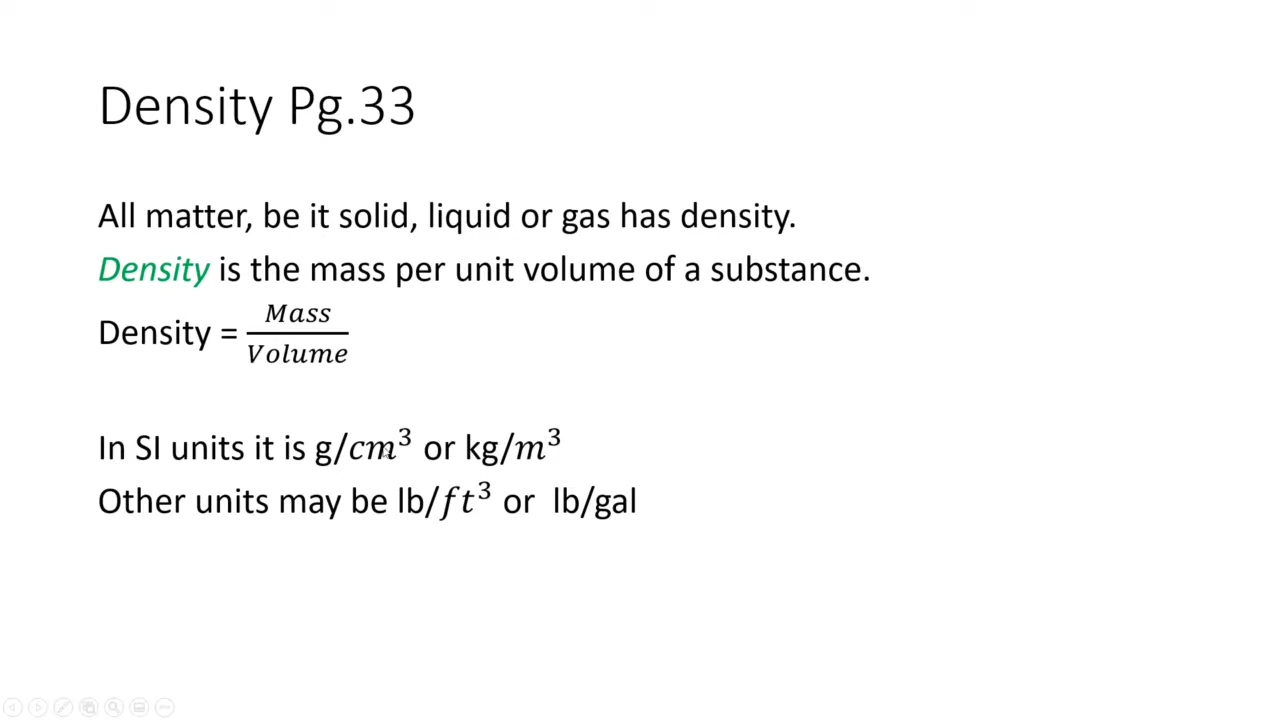 Density Pg.33
All matter, be it solid, liquid or gas has density.
Density is the mass per unit volume of a substance.
Density = Mass/Volume
In SI units it is g/cm³ or kg/m³
Other units may be lb/ft³ or lb/gal